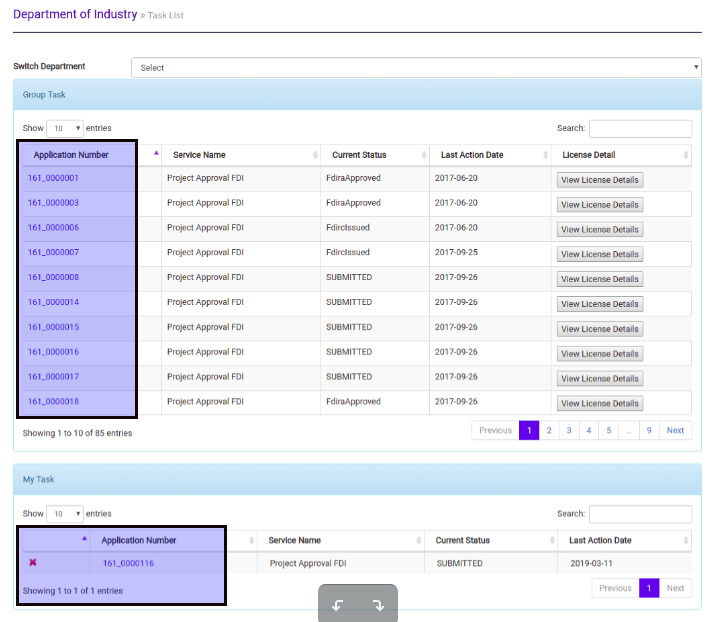 Department of Industry » Task List
Switch Department Select
Group Task
Show 10 entries Search:
Application Number Service Name Current Status Last Action Date License Detail
161_0000001 Project Approval FDI FdiraApproved 2017-06-20 View License Details
161_0000003 Project Approval FDI FdiraApproved 2017-06-20 View License Details
161_0000006 Project Approval FDI FdircIssued 2017-06-20 View License Details
161_0000007 Project Approval FDI FdircIssued 2017-09-25 View License Details
161_0000008 Project Approval FDI SUBMITTED 2017-09-26 View License Details
161_0000014 Project Approval FDI SUBMITTED 2017-09-26 View License Details
161_0000015 Project Approval FDI SUBMITTED 2017-09-26 View License Details
161_0000016 Project Approval FDI SUBMITTED 2017-09-26 View License Details
161_0000017 Project Approval FDI SUBMITTED 2017-09-26 View License Details
161_0000018 Project Approval FDI FdiraApproved 2017-09-26 View License Details
Showing 1 to 10 of 85 entries Previous 1 2 3 4 5 … 9 Next
My Task
Show 10 entries Search:
Application Number Service Name Current Status Last Action Date
161_0000116 Project Approval FDI SUBMITTED 2019-03-11
Showing 1 to 1 of 1 entries Previous 1 Next